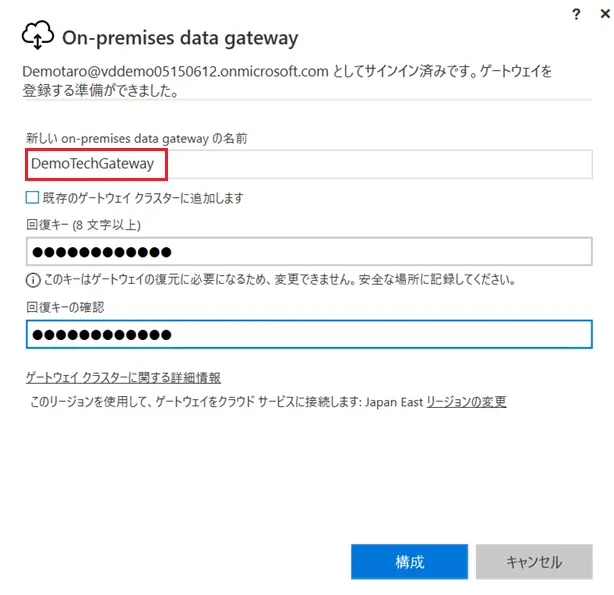 ? ×
On-premises data gateway
Demotaro@vddemo05150612.onmicrosoft.com としてサインイン済みです。ゲートウェイを
登録する準備ができました。
新しい on-premises data gateway の名前
DemoTechGateway
既存のゲートウェイ クラスターに追加します
回復キー (8 文字以上)
●●●●●●●●●●●●
このキーはゲートウェイの復元に必要になるため、変更できません。安全な場所に記録してください。
回復キーの確認
●●●●●●●●●●●●
ゲートウェイ クラスターに関する詳細情報
このリージョンを使用して、ゲートウェイをクラウド サービスに接続します: Japan East リージョンの変更
構成 キャンセル